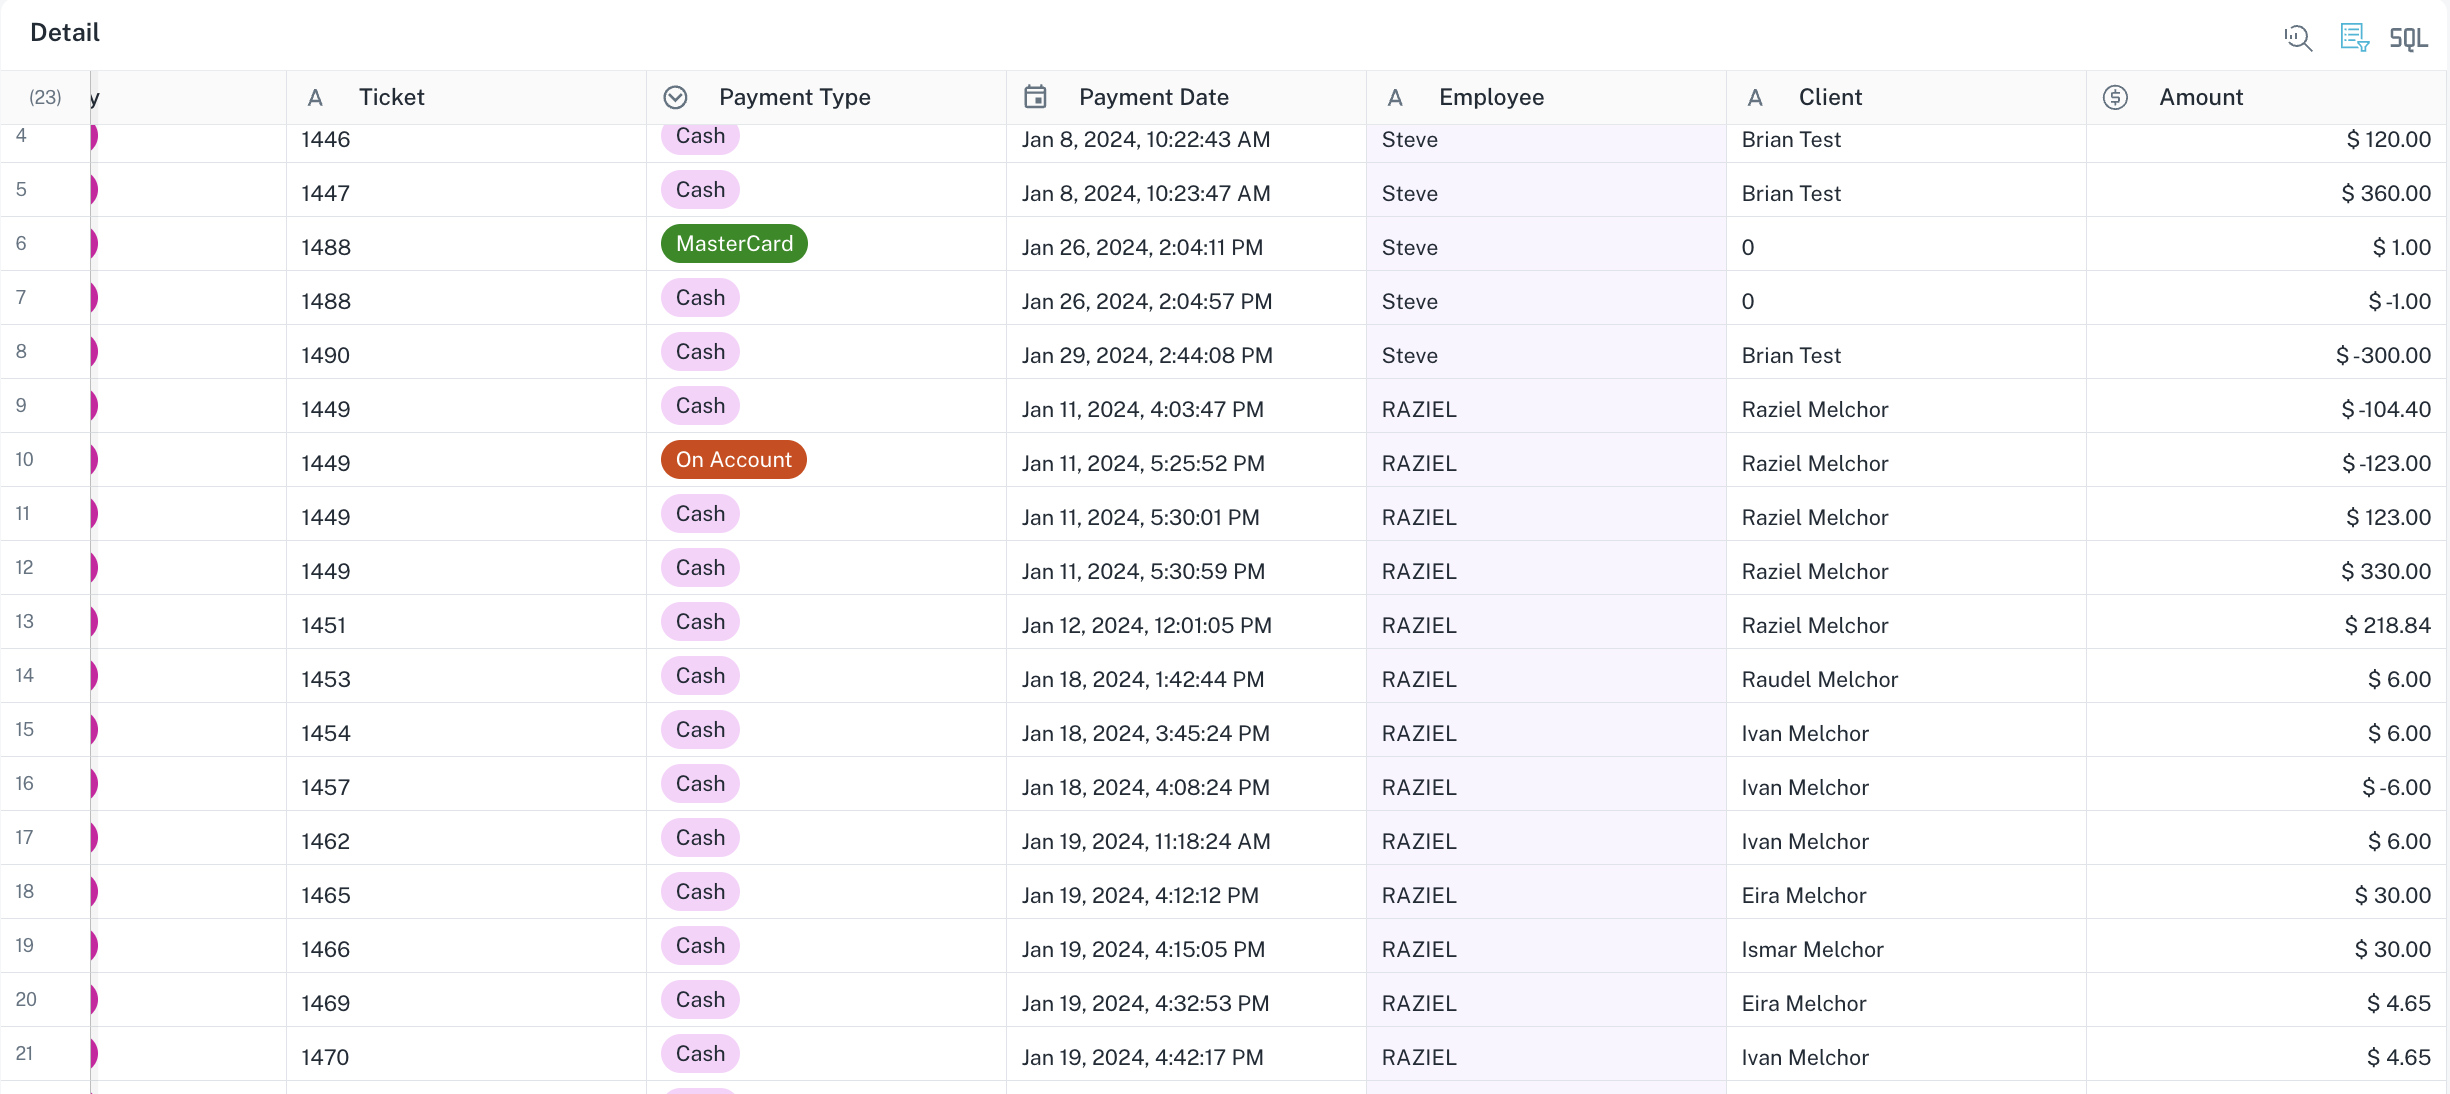 Detail
SQL
(23) y Ticket Payment Type Payment Date Employee Client Amount
4 1446 Cash Jan 8, 2024, 10:22:43 AM Steve Brian Test $ 120.00
5 1447 Cash Jan 8, 2024, 10:23:47 AM Steve Brian Test $ 360.00
6 1488 MasterCard Jan 26, 2024, 2:04:11 PM Steve 0 $ 1.00
7 1488 Cash Jan 26, 2024, 2:04:57 PM Steve 0 $ -1.00
8 1490 Cash Jan 29, 2024, 2:44:08 PM Steve Brian Test $ -300.00
9 1449 Cash Jan 11, 2024, 4:03:47 PM RAZIEL Raziel Melchor $ -104.40
10 1449 On Account Jan 11, 2024, 5:25:52 PM RAZIEL Raziel Melchor $ -123.00
11 1449 Cash Jan 11, 2024, 5:30:01 PM RAZIEL Raziel Melchor $ 123.00
12 1449 Cash Jan 11, 2024, 5:30:59 PM RAZIEL Raziel Melchor $ 330.00
13 1451 Cash Jan 12, 2024, 12:01:05 PM RAZIEL Raziel Melchor $ 218.84
14 1453 Cash Jan 18, 2024, 1:42:44 PM RAZIEL Raudel Melchor $ 6.00
15 1454 Cash Jan 18, 2024, 3:45:24 PM RAZIEL Ivan Melchor $ 6.00
16 1457 Cash Jan 18, 2024, 4:08:24 PM RAZIEL Ivan Melchor $ -6.00
17 1462 Cash Jan 19, 2024, 11:18:24 AM RAZIEL Ivan Melchor $ 6.00
18 1465 Cash Jan 19, 2024, 4:12:12 PM RAZIEL Eira Melchor $ 30.00
19 1466 Cash Jan 19, 2024, 4:15:05 PM RAZIEL Ismar Melchor $ 30.00
20 1469 Cash Jan 19, 2024, 4:32:53 PM RAZIEL Eira Melchor $ 4.65
21 1470 Cash Jan 19, 2024, 4:42:17 PM RAZIEL Ivan Melchor $ 4.65